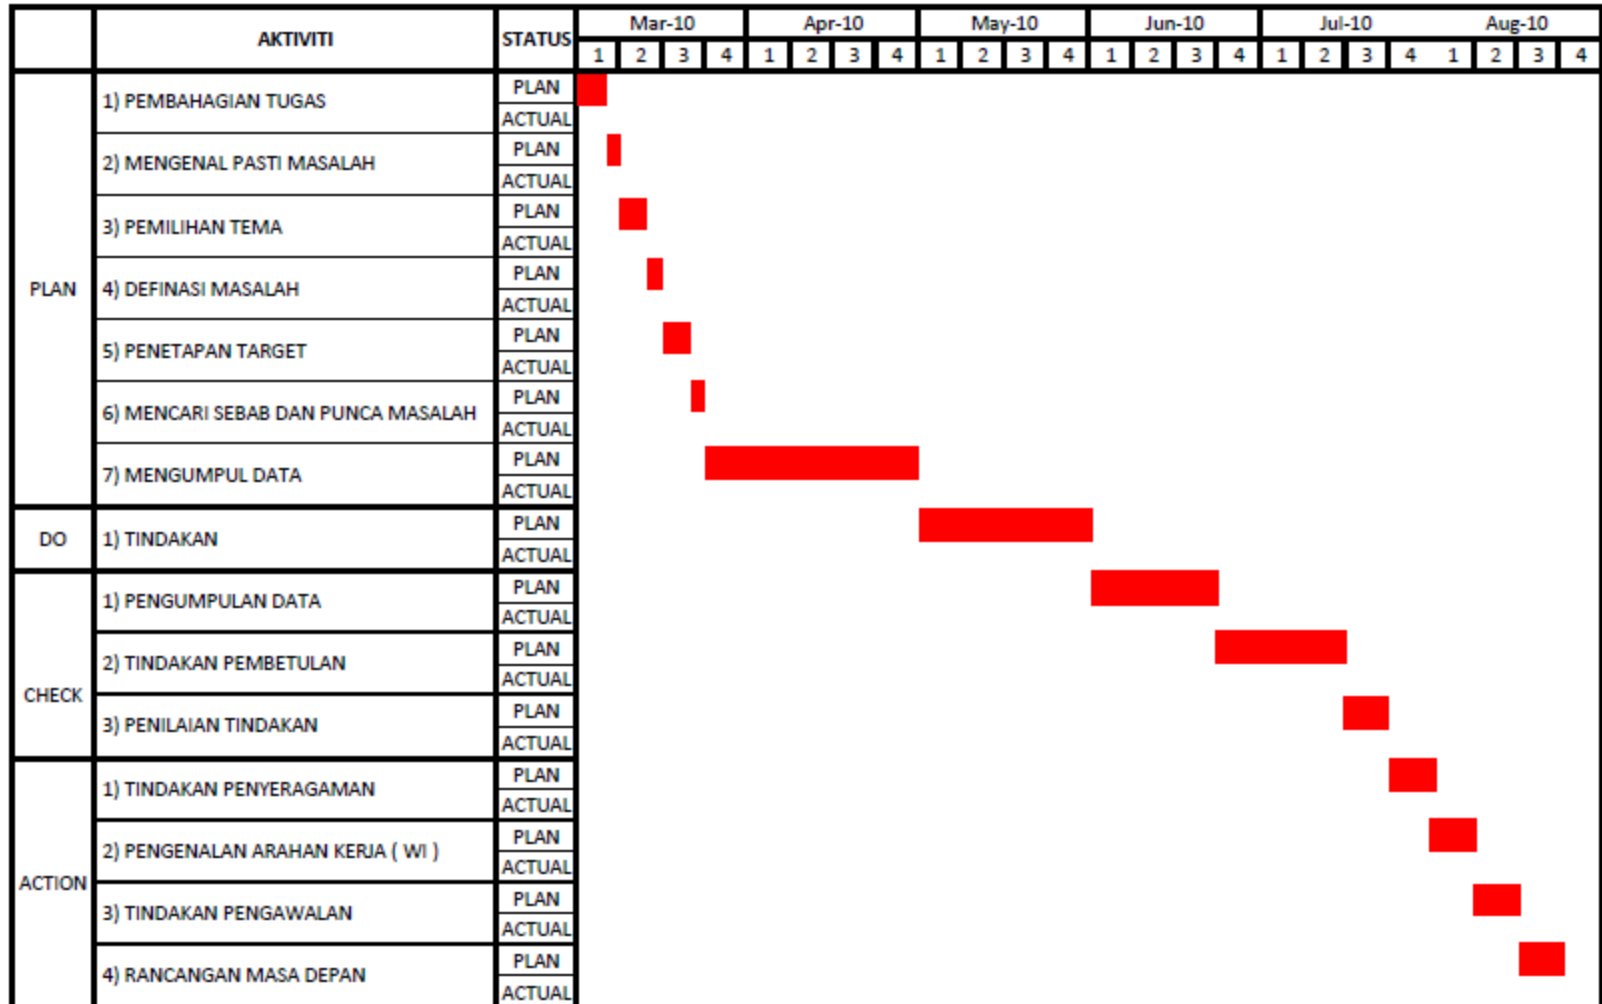 AKTIVITI STATUS Mar-10 Apr-10 May-10 Jun-10 Jul-10 Aug-10
1 2 3 4 1 2 3 4 1 2 3 4 1 2 3 4 1 2 3 4 1 2 3 4
PLAN
1) PEMBAHAGIAN TUGAS
PLAN
ACTUAL
2) MENGENAL PASTI MASALAH
PLAN
ACTUAL
3) PEMILIHAN TEMA
PLAN
ACTUAL
4) DEFINASI MASALAH
PLAN
ACTUAL
5) PENETAPAN TARGET
PLAN
ACTUAL
6) MENCARI SEBAB DAN PUNCA MASALAH
PLAN
ACTUAL
7) MENGUMPUL DATA
PLAN
ACTUAL
DO
1) TINDAKAN
PLAN
ACTUAL
CHECK
1) PENGUMPULAN DATA
PLAN
ACTUAL
2) TINDAKAN PEMBETULAN
PLAN
ACTUAL
3) PENILAIAN TINDAKAN
PLAN
ACTUAL
ACTION
1) TINDAKAN PENYERAGAMAN
PLAN
ACTUAL
2) PENGENALAN ARAHAN KERJA ( WI )
PLAN
ACTUAL
3) TINDAKAN PENGAWALAN
PLAN
ACTUAL
4) RANCANGAN MASA DEPAN
PLAN
ACTUAL